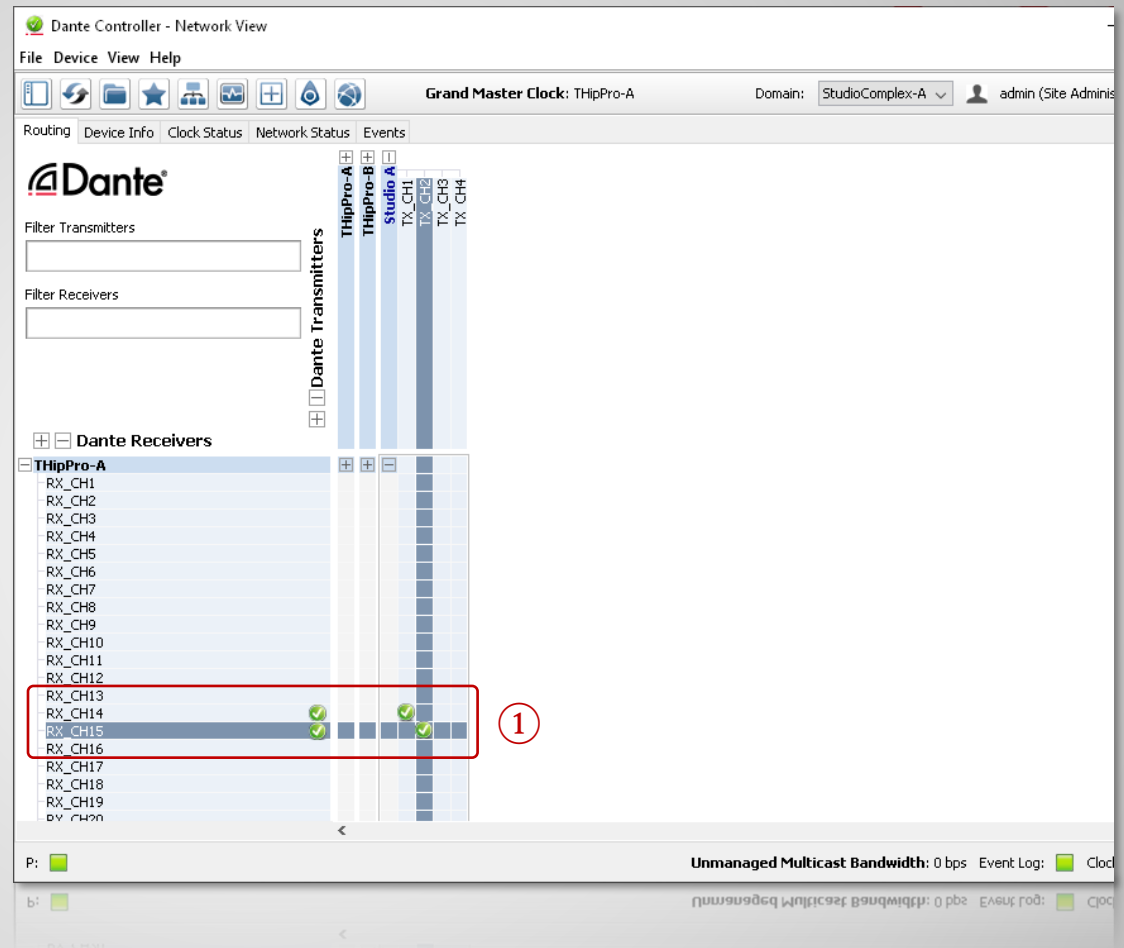 Dante Controller - Network View
File Device View Help
Grand Master Clock: THipPro-A
Domain: StudioComplex-A
admin (Site Adminis
Routing Device Info Clock Status Network Status Events
Dante®
Filter Transmitters
Filter Receivers
Dante Transmitters
THipPro-A
THipPro-B
Studio A
TX_CH1
TX_CH2
TX_CH3
TX_CH4
Dante Receivers
THipPro-A
RX_CH1
RX_CH2
RX_CH3
RX_CH4
RX_CH5
RX_CH6
RX_CH7
RX_CH8
RX_CH9
RX_CH10
RX_CH11
RX_CH12
RX_CH13
RX_CH14
RX_CH15
RX_CH16
RX_CH17
RX_CH18
RX_CH19
RX_CH20
①
P:
Unmanaged Multicast Bandwidth: 0 bps Event Log: Cloc